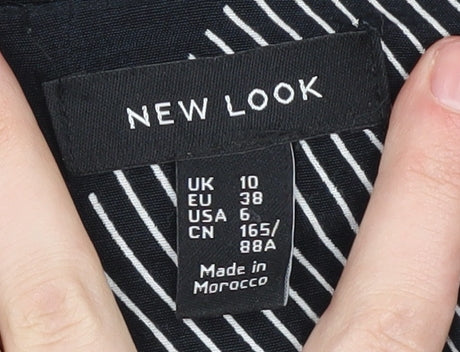 NEW LOOK
UK 10
EU 38
USA 6
CN 165/
88A
Made in
Morocco